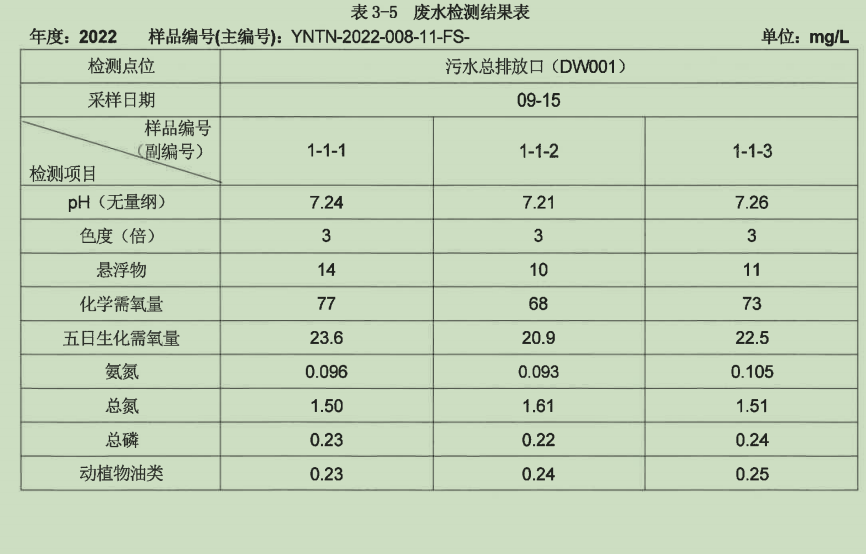 表 3-5 废水检测结果表
年度：2022 样品编号(主编号)：YNTN-2022-008-11-FS- 单位：mg/L
检测点位 污水总排放口（DW001）
采样日期 09-15
样品编号
（副编号） 1-1-1 1-1-2 1-1-3
检测项目
pH（无量纲） 7.24 7.21 7.26
色度（倍） 3 3 3
悬浮物 14 10 11
化学需氧量 77 68 73
五日生化需氧量 23.6 20.9 22.5
氨氮 0.096 0.093 0.105
总氮 1.50 1.61 1.51
总磷 0.23 0.22 0.24
动植物油类 0.23 0.24 0.25